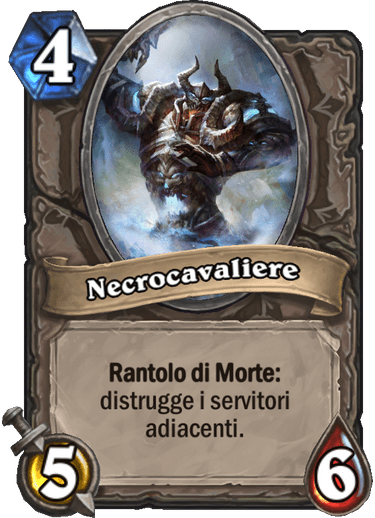 4
Necrocavaliere
Rantolo di Morte:
distrugge i servitori
adiacenti.
5
6